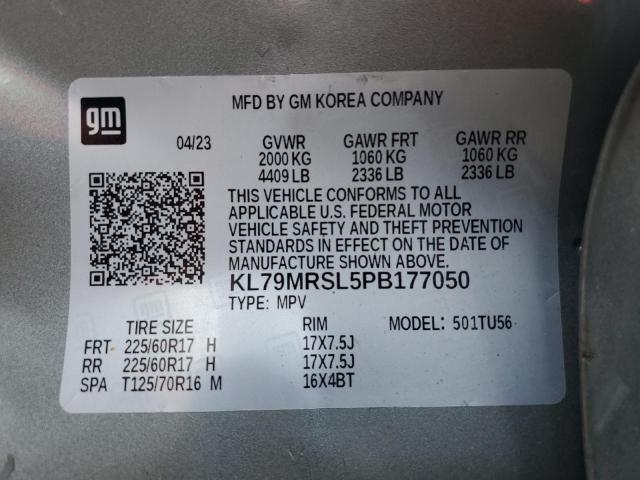 MFD BY GM KOREA COMPANY
gm
04/23 GVWR GAWR FRT GAWR RR
2000 KG 1060 KG 1060 KG
4409 LB 2336 LB 2336 LB
THIS VEHICLE CONFORMS TO ALL
APPLICABLE U.S. FEDERAL MOTOR
VEHICLE SAFETY AND THEFT PREVENTION
STANDARDS IN EFFECT ON THE DATE OF
MANUFACTURE SHOWN ABOVE.
KL79MRSL5PB177050
TYPE: MPV
TIRE SIZE RIM MODEL: 501TU56
FRT 225/60R17 H 17X7.5J
RR 225/60R17 H 17X7.5J
SPA T125/70R16 M 16X4BT